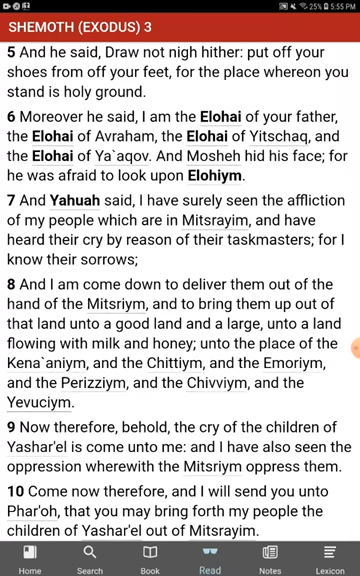 25% 5:55 PM
SHEMOTH (EXODUS) 3
5 And he said, Draw not nigh hither: put off your
shoes from off your feet, for the place whereon you
stand is holy ground.
6 Moreover he said, I am the Elohai of your father,
the Elohai of Avraham, the Elohai of Yitschaq, and
the Elohai of Ya`aqov. And Mosheh hid his face; for
he was afraid to look upon Elohiym.
7 And Yahuah said, I have surely seen the affliction
of my people which are in Mitsrayim, and have
heard their cry by reason of their taskmasters; for I
know their sorrows;
8 And I am come down to deliver them out of the
hand of the Mitsriym, and to bring them up out of
that land unto a good land and a large, unto a land
flowing with milk and honey; unto the place of the
Kena`aniym, and the Chittiym, and the Emoriym,
and the Perizziym, and the Chivviym, and the
Yevuciym.
9 Now therefore, behold, the cry of the children of
Yashar'el is come unto me: and I have also seen the
oppression wherewith the Mitsriym oppress them.
10 Come now therefore, and I will send you unto
Phar'oh, that you may bring forth my people the
children of Yashar'el out of Mitsrayim.
Home Search Book Read Notes Lexicon